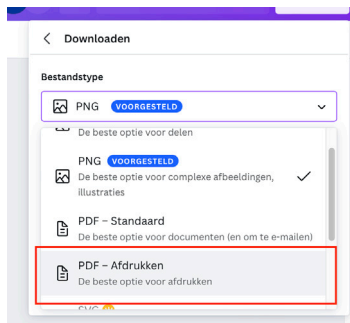 Downloaden
Bestandstype
PNG VOORGESTELD
De beste optie voor delen
PNG VOORGESTELD
De beste optie voor complexe afbeeldingen,
illustraties
PDF – Standaard
De beste optie voor documenten (en om te e-mailen)
PDF – Afdrukken
De beste optie voor afdrukken
SVG